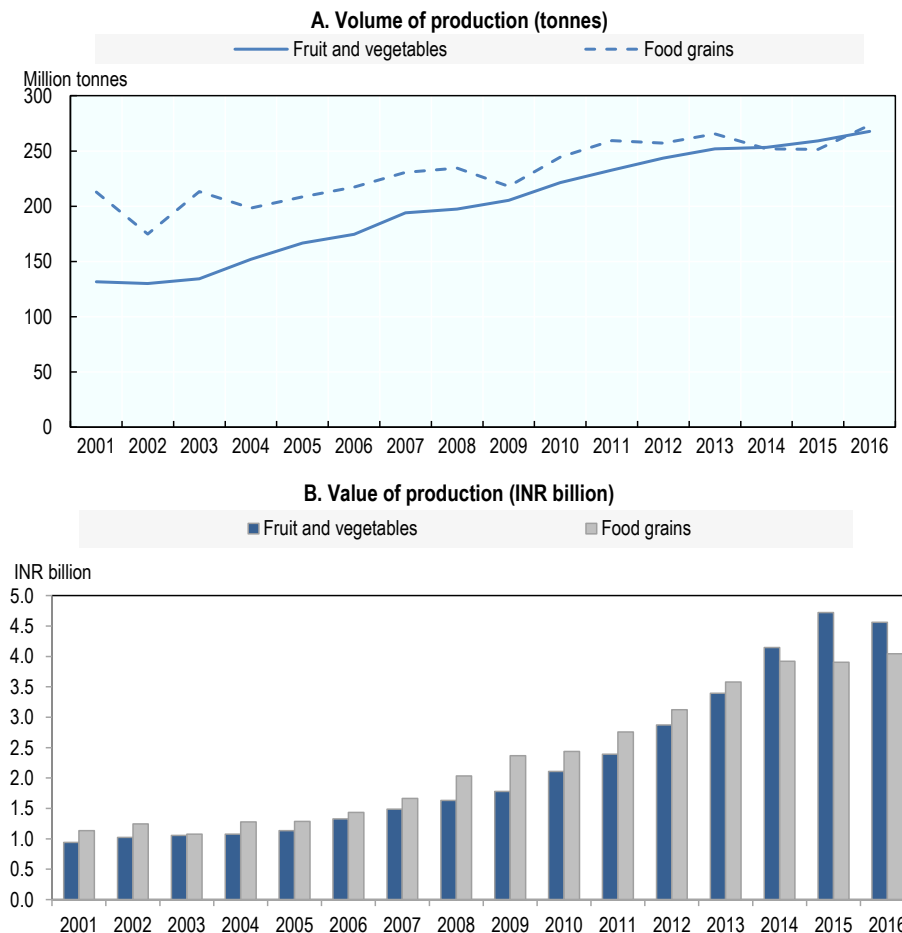 A. Volume of production (tonnes)
Fruit and vegetables Food grains
Million tonnes
300
250
200
150
100
50
0
2001 2002 2003 2004 2005 2006 2007 2008 2009 2010 2011 2012 2013 2014 2015 2016
B. Value of production (INR billion)
Fruit and vegetables Food grains
INR billion
5.0
4.5
4.0
3.5
3.0
2.5
2.0
1.5
1.0
0.5
0.0
2001 2002 2003 2004 2005 2006 2007 2008 2009 2010 2011 2012 2013 2014 2015 2016